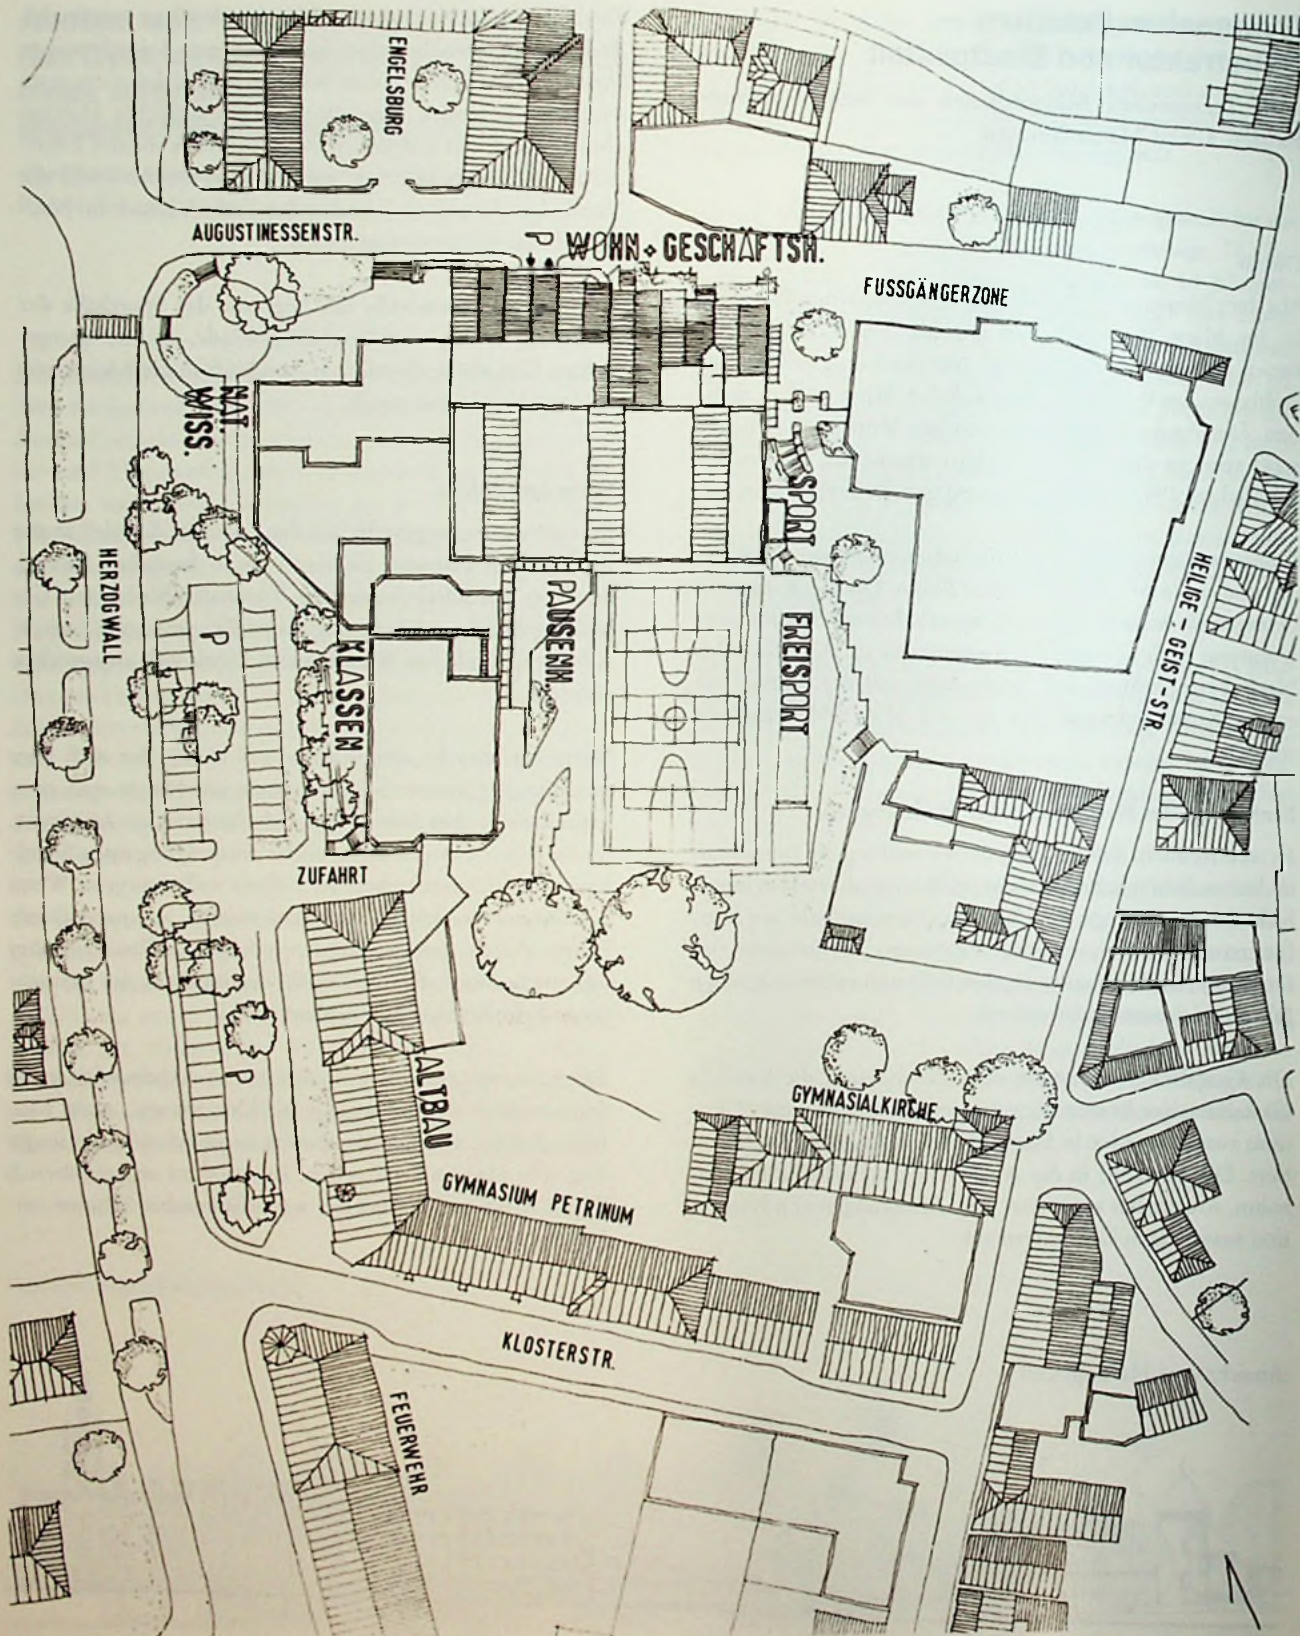 ENGELSBURG
AUGUSTINESSENSTR.
P
WOHN + GESCHÄFTSH.
FUSSGÄNGERZONE
NAT.
WISS.
SPORT
HERZOGWALL
P
KLASSEN
PAUSENH.
FREISPORT
HEILIGE - GEIST - STR.
ZUFAHRT
P
ALTBAU
GYMNASIALKIRCHE
GYMNASIUM PETRINUM
KLOSTERSTR.
FEUERWEHR